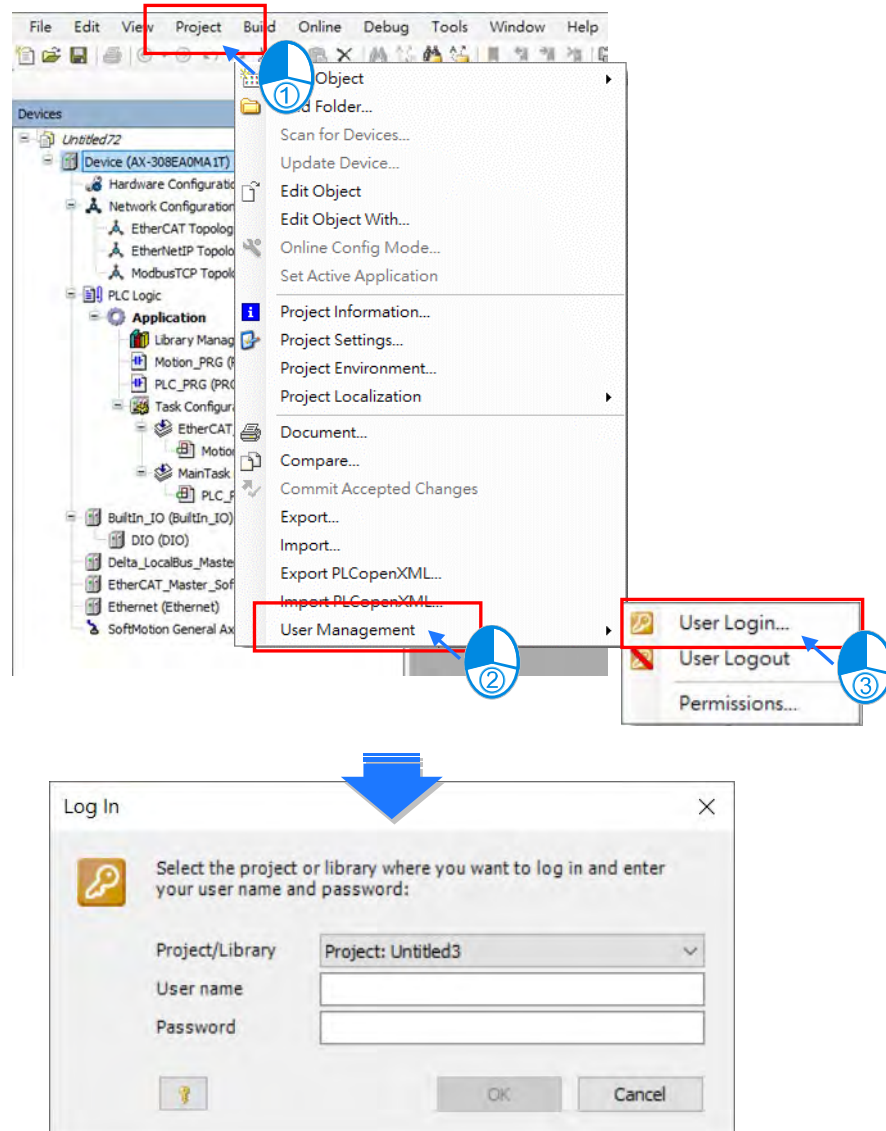 File Edit View Project Build Online Debug Tools Window Help
①
Devices
Untitled72
Device (AX-308EA0MA1T)
Hardware Configuratio
Network Configuration
EtherCAT Topolog
EtherNetIP Topolo
ModbusTCP Topolo
PLC Logic
Application
Library Manag
Motion_PRG (P
PLC_PRG (PRG
Task Configura
EtherCAT_
Motion
MainTask
PLC_P
BuiltIn_IO (BuiltIn_IO)
DIO (DIO)
Delta_LocalBus_Maste
EtherCAT_Master_Sof
Ethernet (Ethernet)
SoftMotion General Ax
Object
Folder...
Scan for Devices...
Update Device...
Edit Object
Edit Object With...
Online Config Mode...
Set Active Application
Project Information...
Project Settings...
Project Environment...
Project Localization
Document...
Compare...
Commit Accepted Changes
Export...
Import...
Export PLCopenXML...
Import PLCopenXML...
User Management
②
User Login...
③
User Logout
Permissions...
Log In
Select the project or library where you want to log in and enter
your user name and password:
Project/Library Project: Untitled3
User name
Password
OK Cancel